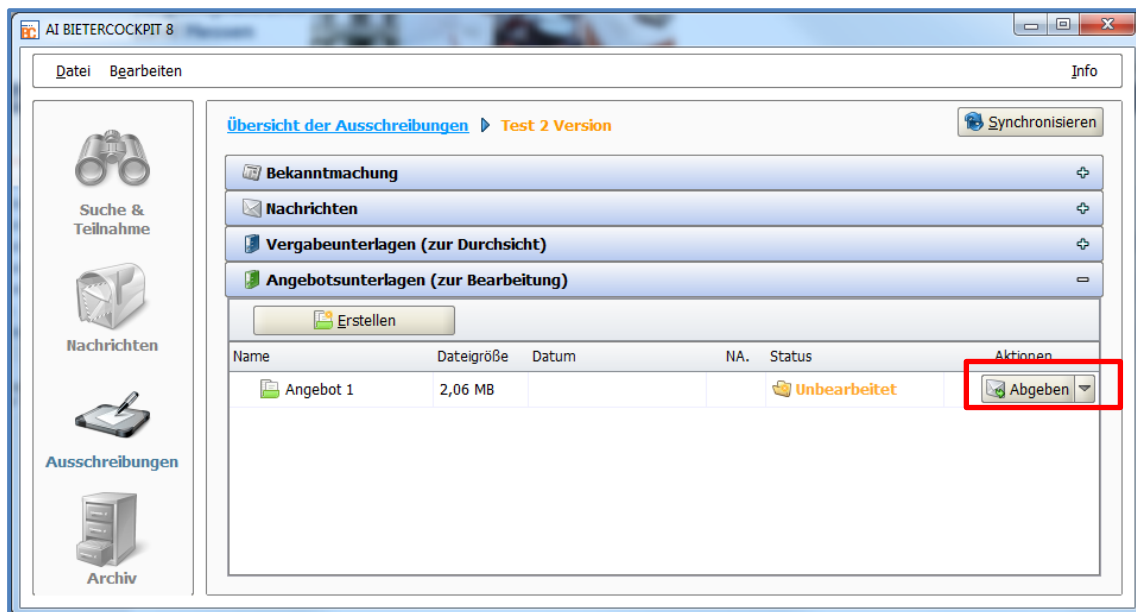 AI BIETERCOCKPIT 8
Datei Bearbeiten Info
Übersicht der Ausschreibungen Test 2 Version Synchronisieren
Bekanntmachung
Nachrichten
Vergabeunterlagen (zur Durchsicht)
Angebotsunterlagen (zur Bearbeitung)
Erstellen
Name Dateigröße Datum NA. Status Aktionen
Angebot 1 2,06 MB Unbearbeitet Abgeben
Suche &
Teilnahme
Nachrichten
Ausschreibungen
Archiv